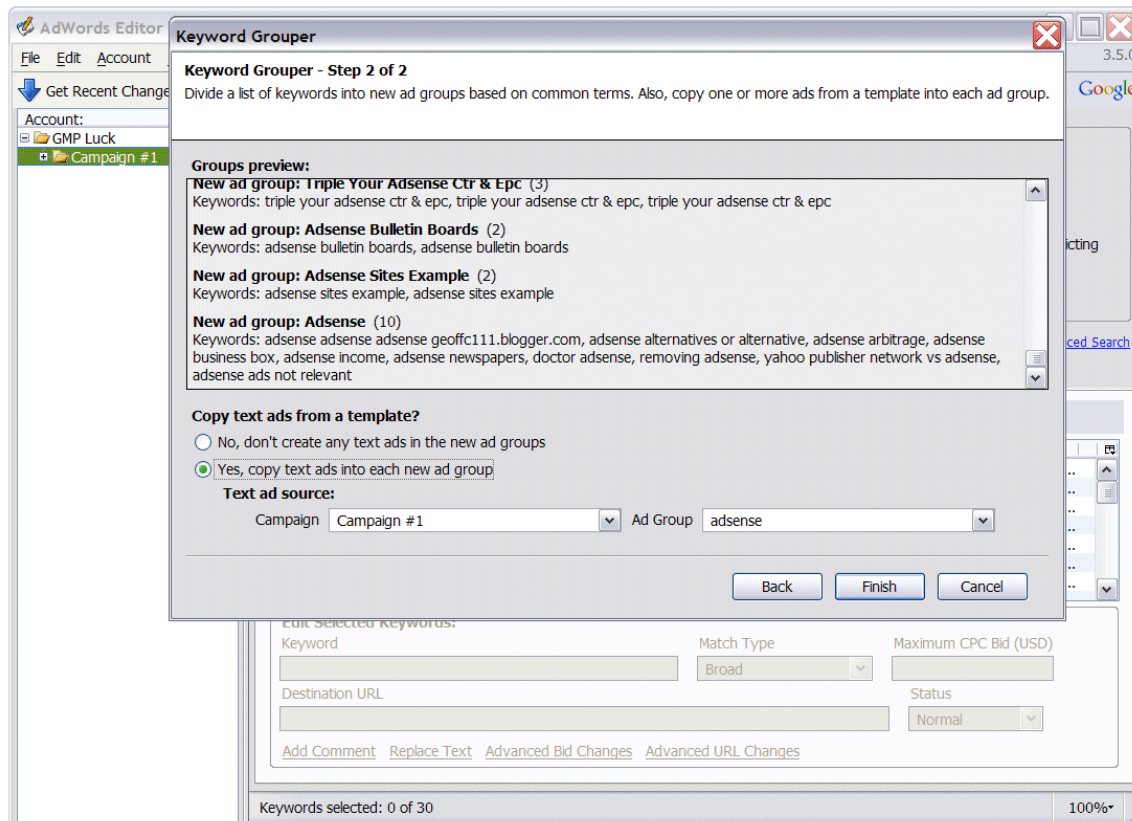 AdWords Editor
File Edit Account
3.5.0
Get Recent Change
Google
Account:
GMP Luck
Campaign #1
Keyword Grouper
Keyword Grouper - Step 2 of 2
Divide a list of keywords into new ad groups based on common terms. Also, copy one or more ads from a template into each ad group.
Groups preview:
New ad group: Triple Your Adsense Ctr & Epc (3)
Keywords: triple your adsense ctr & epc, triple your adsense ctr & epc, triple your adsense ctr & epc
New ad group: Adsense Bulletin Boards (2)
Keywords: adsense bulletin boards, adsense bulletin boards
icting
New ad group: Adsense Sites Example (2)
Keywords: adsense sites example, adsense sites example
New ad group: Adsense (10)
Keywords: adsense adsense adsense geoffc111.blogger.com, adsense alternatives or alternative, adsense arbitrage, adsense
business box, adsense income, adsense newspapers, doctor adsense, removing adsense, yahoo publisher network vs adsense,
adsense ads not relevant
ced Search
Copy text ads from a template?
No, don't create any text ads in the new ad groups
Yes, copy text ads into each new ad group
Text ad source:
Campaign Campaign #1 Ad Group adsense
Back Finish Cancel
Edit Selected Keywords:
Keyword Match Type Maximum CPC Bid (USD)
Broad
Destination URL Status
Normal
Add Comment Replace Text Advanced Bid Changes Advanced URL Changes
Keywords selected: 0 of 30 100%